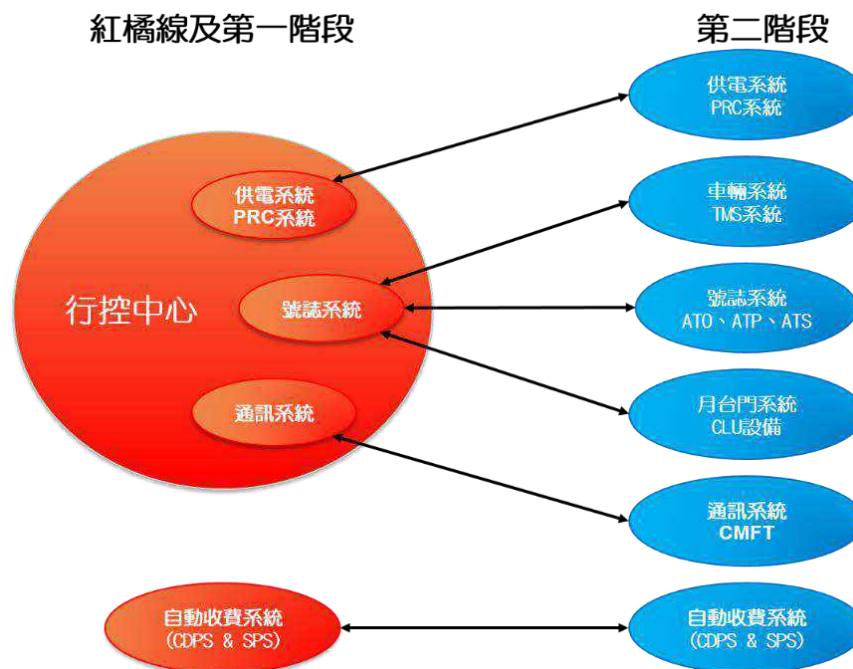 紅橘線及第一階段
第二階段
行控中心
供電系統
PRC系統
號誌系統
通訊系統
自動收費系統
(CDPS & SPS)
供電系統
PRC系統
車輛系統
TMS系統
號誌系統
ATO、ATP、ATS
月台門系統
CLU設備
通訊系統
CMFT
自動收費系統
(CDPS & SPS)